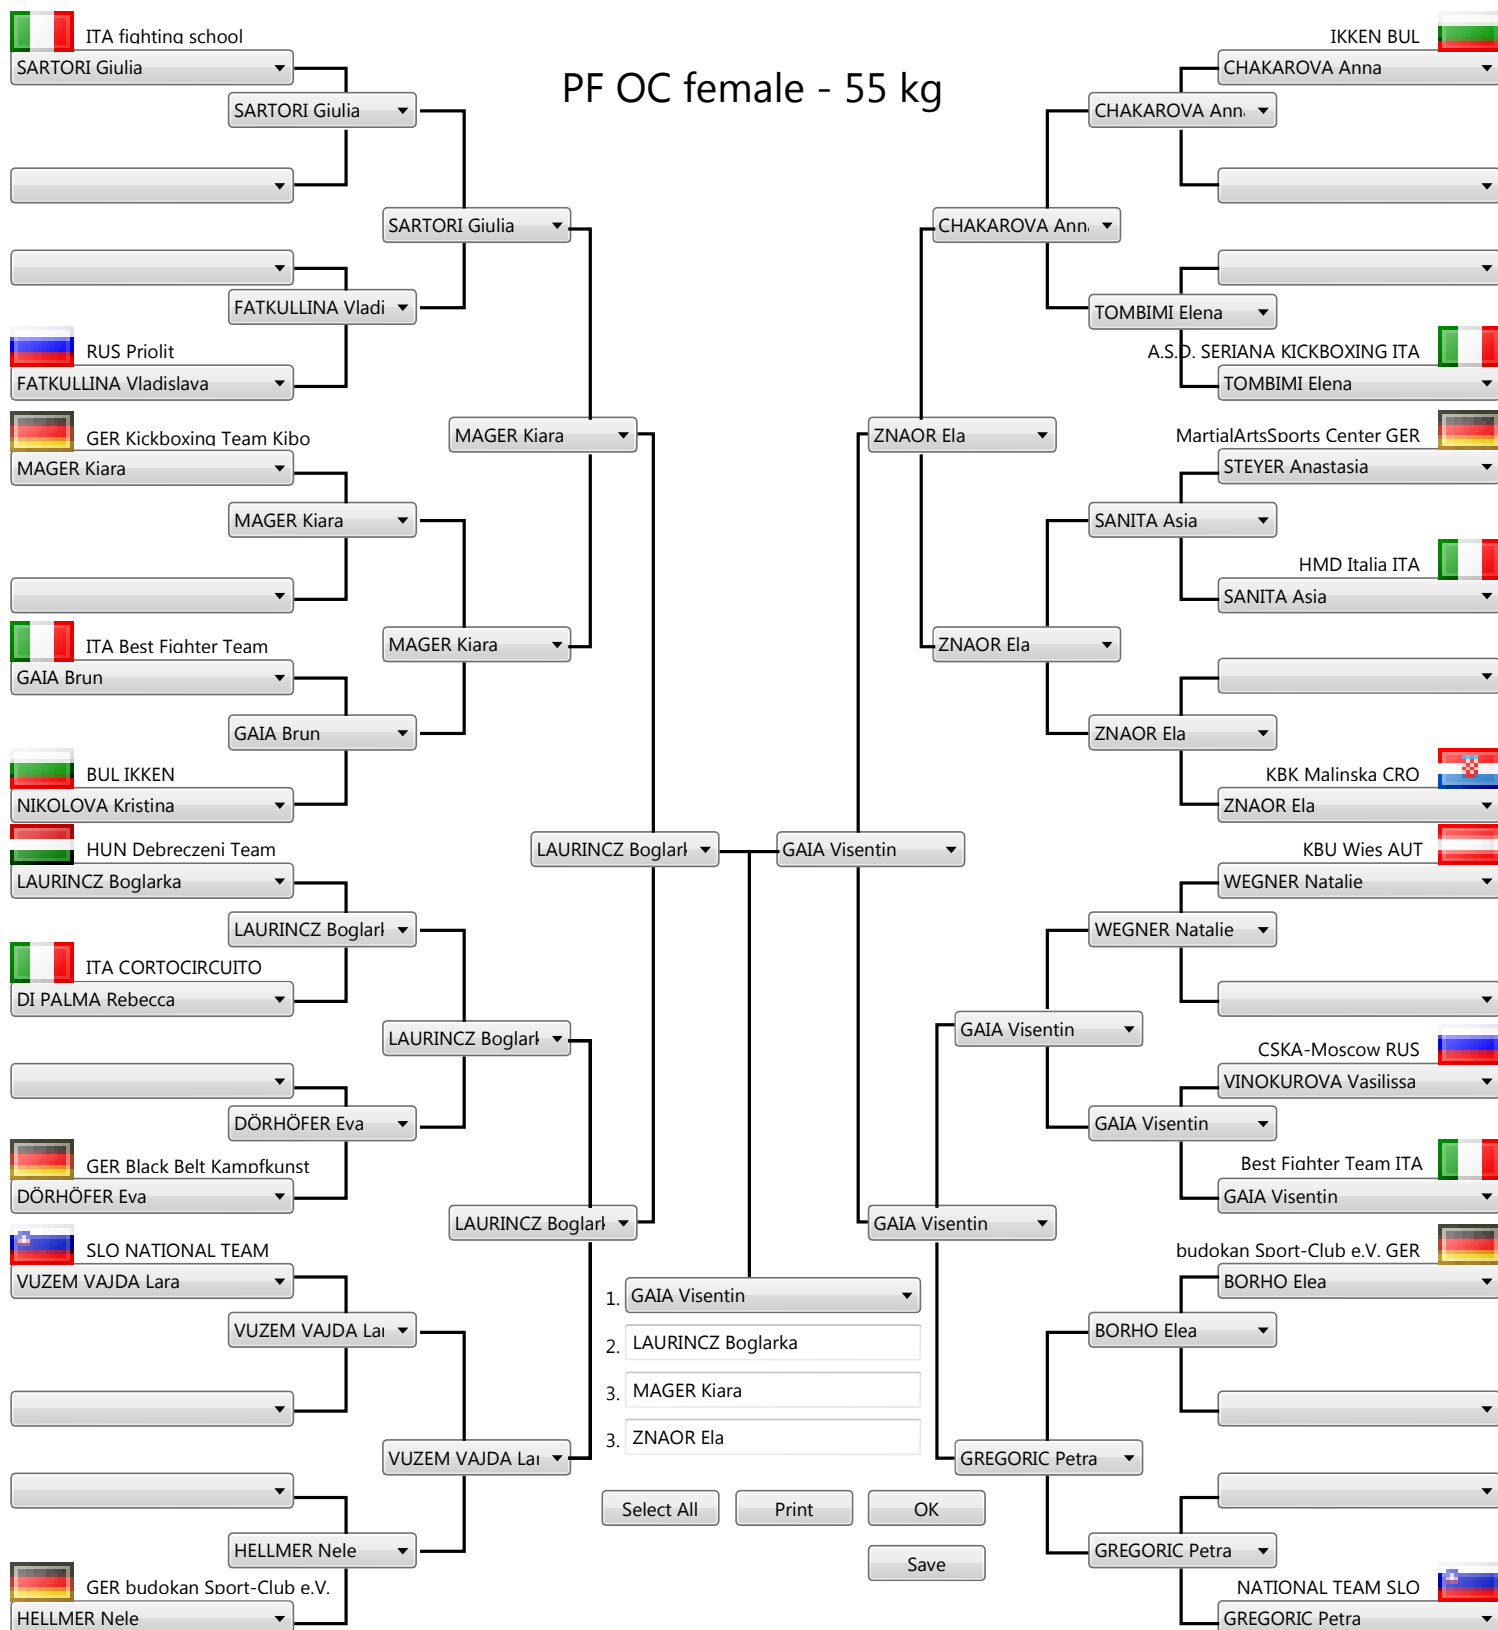 PF OC female - 55 kg
ITA fighting school
SARTORI Giulia
SARTORI Giulia
SARTORI Giulia
FATKULLINA Vladi
RUS Priolit
FATKULLINA Vladislava
GER Kickboxing Team Kibo
MAGER Kiara
MAGER Kiara
MAGER Kiara
MAGER Kiara
ITA Best Fighter Team
GAIA Brun
GAIA Brun
BUL IKKEN
NIKOLOVA Kristina
HUN Debreczeni Team
LAURINCZ Boglarka
LAURINCZ Boglark
LAURINCZ Boglark
ITA CORTOCIRCUITO
DI PALMA Rebecca
LAURINCZ Boglark
DÖRHÖFER Eva
GER Black Belt Kampfkunst
DÖRHÖFER Eva
LAURINCZ Boglark
SLO NATIONAL TEAM
VUZEM VAJDA Lara
VUZEM VAJDA Lar
VUZEM VAJDA Lar
HELLMER Nele
GER budokan Sport-Club e.V.
HELLMER Nele
IKKEN BUL
CHAKAROVA Anna
CHAKAROVA Anna
CHAKAROVA Anna
TOMBIMI Elena
A.S.D. SERIANA KICKBOXING ITA
TOMBIMI Elena
ZNAOR Ela
MartialArtsSports Center GER
STEYER Anastasia
SANITA Asia
HMD Italia ITA
SANITA Asia
ZNAOR Ela
ZNAOR Ela
KBK Malinska CRO
ZNAOR Ela
GAIA Visentin
KBU Wies AUT
WEGNER Natalie
WEGNER Natalie
GAIA Visentin
CSKA-Moscow RUS
VINOKUROVA Vasilissa
GAIA Visentin
Best Fighter Team ITA
GAIA Visentin
GAIA Visentin
budokan Sport-Club e.V. GER
BORHO Elea
BORHO Elea
GREGORIC Petra
GREGORIC Petra
NATIONAL TEAM SLO
GREGORIC Petra
1. GAIA Visentin
2. LAURINCZ Boglarka
3. MAGER Kiara
3. ZNAOR Ela
Select All
Print
OK
Save